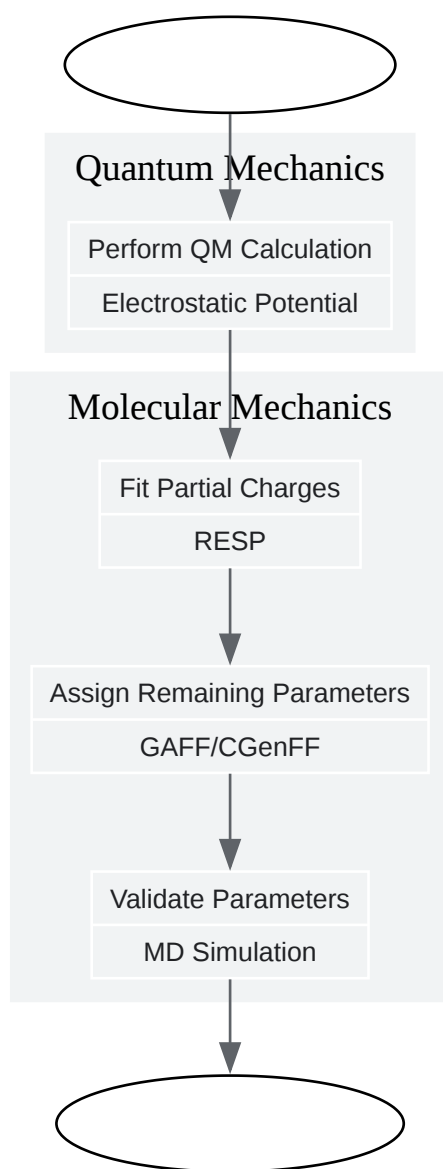 Quantum Mechanics
Perform QM Calculation
Electrostatic Potential
Molecular Mechanics
Fit Partial Charges
RESP
Assign Remaining Parameters
GAFF/CGenFF
Validate Parameters
MD Simulation